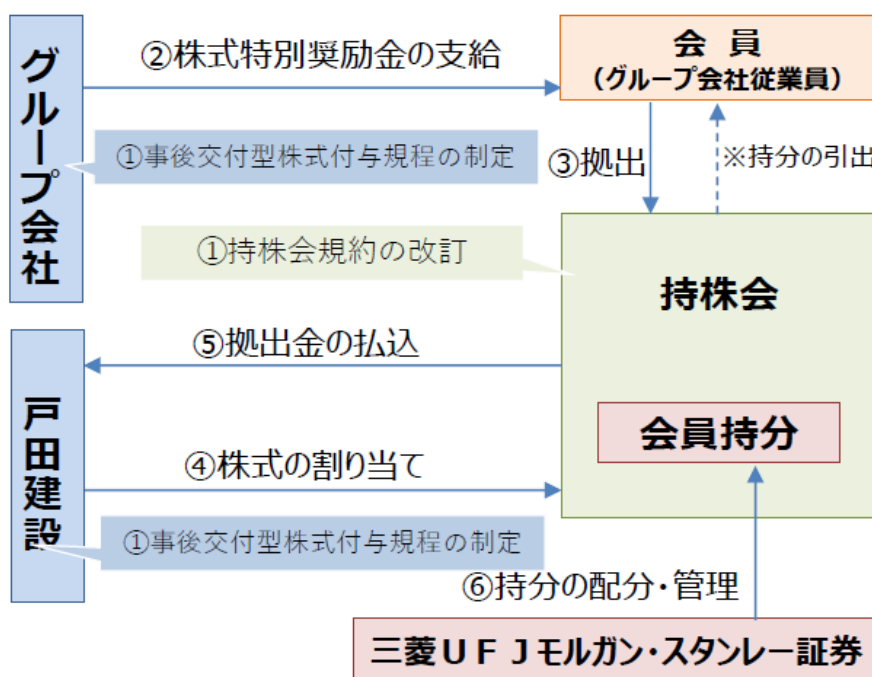 グループ会社
②株式特別奨励金の支給
会員
（グループ会社従業員）
①事後交付型株式付与規程の制定
③拠出
※持分の引出
①持株会規約の改訂
持株会
⑤拠出金の払込
戸田建設
会員持分
④株式の割り当て
①事後交付型株式付与規程の制定
⑥持分の配分・管理
三菱ＵＦＪモルガン・スタンレー証券